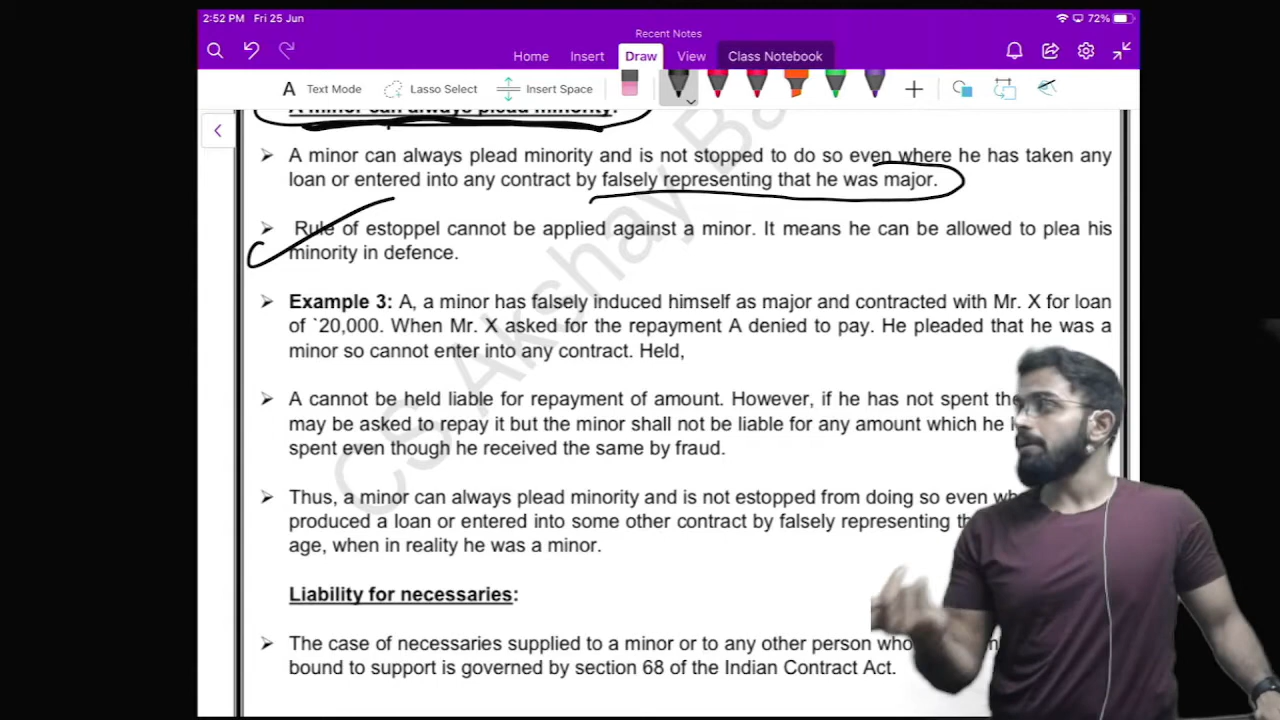 2:52 PM Fri 25 Jun
72%
Recent Notes
Home Insert Draw View Class Notebook
Text Mode Lasso Select Insert Space
A minor can always plead minority:
A minor can always plead minority and is not stopped to do so even where he has taken any
loan or entered into any contract by falsely representing that he was major.
Rule of estoppel cannot be applied against a minor. It means he can be allowed to plea his
minority in defence.
Example 3: A, a minor has falsely induced himself as major and contracted with Mr. X for loan
of `20,000. When Mr. X asked for the repayment A denied to pay. He pleaded that he was a
minor so cannot enter into any contract. Held,
A cannot be held liable for repayment of amount. However, if he has not spent the
may be asked to repay it but the minor shall not be liable for any amount which he
spent even though he received the same by fraud.
Thus, a minor can always plead minority and is not estopped from doing so even
produced a loan or entered into some other contract by falsely representing
age, when in reality he was a minor.
Liability for necessaries:
The case of necessaries supplied to a minor or to any other person
bound to support is governed by section 68 of the Indian Contract Act.
CS Akshay